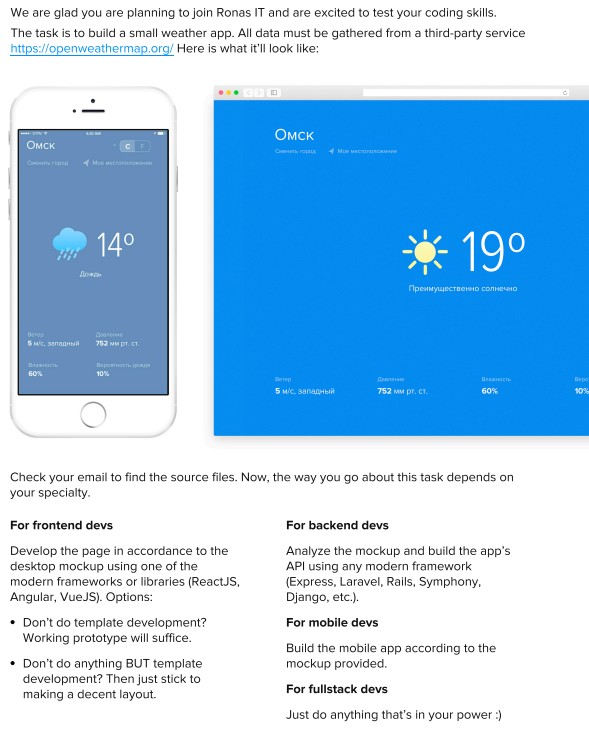 We are glad you are planning to join Ronas IT and are excited to test your coding skills.
The task is to build a small weather app. All data must be gathered from a third-party service
https://openweathermap.org/ Here is what it'll look like:
Омск
C F
Сменить город Мое местоположение
14º
Дождь
Ветер Давление
5 м/с, западный 752 мм рт. ст.
Влажность Вероятность дождя
60% 10%
Омск
Сменить город Мое местоположение
19º
Преимущественно солнечно
Ветер Давление Влажность
5 м/с, западный 752 мм рт. ст. 60% 10%
Check your email to find the source files. Now, the way you go about this task depends on
your specialty.
For frontend devs
Develop the page in accordance to the
desktop mockup using one of the
modern frameworks or libraries (ReactJS,
Angular, VueJS). Options:
• Don't do template development?
Working prototype will suffice.
• Don't do anything BUT template
development? Then just stick to
making a decent layout.
For backend devs
Analyze the mockup and build the app's
API using any modern framework
(Express, Laravel, Rails, Symphony,
Django, etc.).
For mobile devs
Build the mobile app according to the
mockup provided.
For fullstack devs
Just do anything that's in your power :)